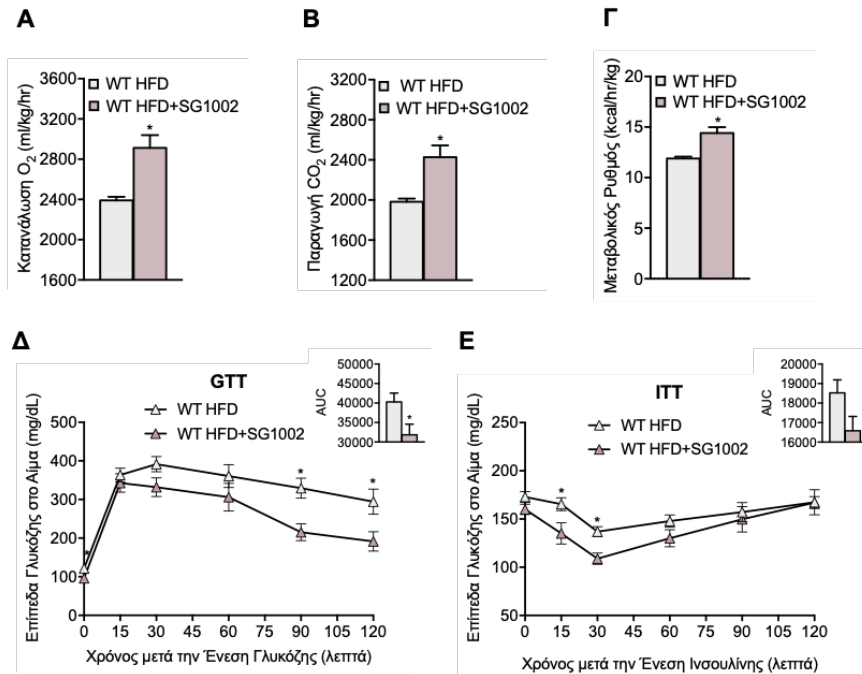 Α
Β
Γ
Κατανάλωση O2 (ml/kg/hr)
3600
3200
2800
2400
2000
1600
WT HFD
WT HFD+SG1002
*
Παραγωγή CO2 (ml/kg/hr)
3200
2800
2400
2000
1600
1200
WT HFD
WT HFD+SG1002
*
Μεταβολικός Ρυθμός (kcal/hr/kg)
20
15
10
5
0
WT HFD
WT HFD+SG1002
*
Δ
GTT
WT HFD
WT HFD+SG1002
Επίπεδα Γλυκόζης στο Αίμα (mg/dL)
500
400
300
200
100
0
*
*
*
0 15 30 45 60 75 90 105 120
Χρόνος μετά την Ένεση Γλυκόζης (λεπτά)
AUC
50000
45000
40000
35000
30000
*
Ε
ITT
WT HFD
WT HFD+SG1002
Επίπεδα Γλυκόζης στο Αίμα (mg/dL)
250
200
150
100
50
*
*
0 15 30 45 60 75 90 105 120
Χρόνος μετά την Ένεση Ινσουλίνης (λεπτά)
AUC
20000
19000
18000
17000
16000